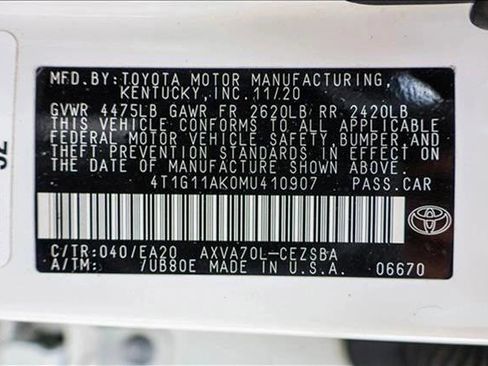 MFD.BY:TOYOTA MOTOR MANUFACTURING,
KENTUCKY,INC.11/20
GVWR 4475LB GAWR FR 2620LB/RR 2420LB
THIS VEHICLE CONFORMS TO ALL APPLICABLE
FEDERAL MOTOR VEHICLE SAFETY,BUMPER AND
THEFT PREVENTION STANDARDS IN EFFECT ON
THE DATE OF MANUFACTURE SHOWN ABOVE.
4T1G11AK0MU410907 PASS.CAR
C/TR:040/EA20 AXVA70L-CEZSBA
A/TM: /UB80E MADE IN U.S.A. 06670